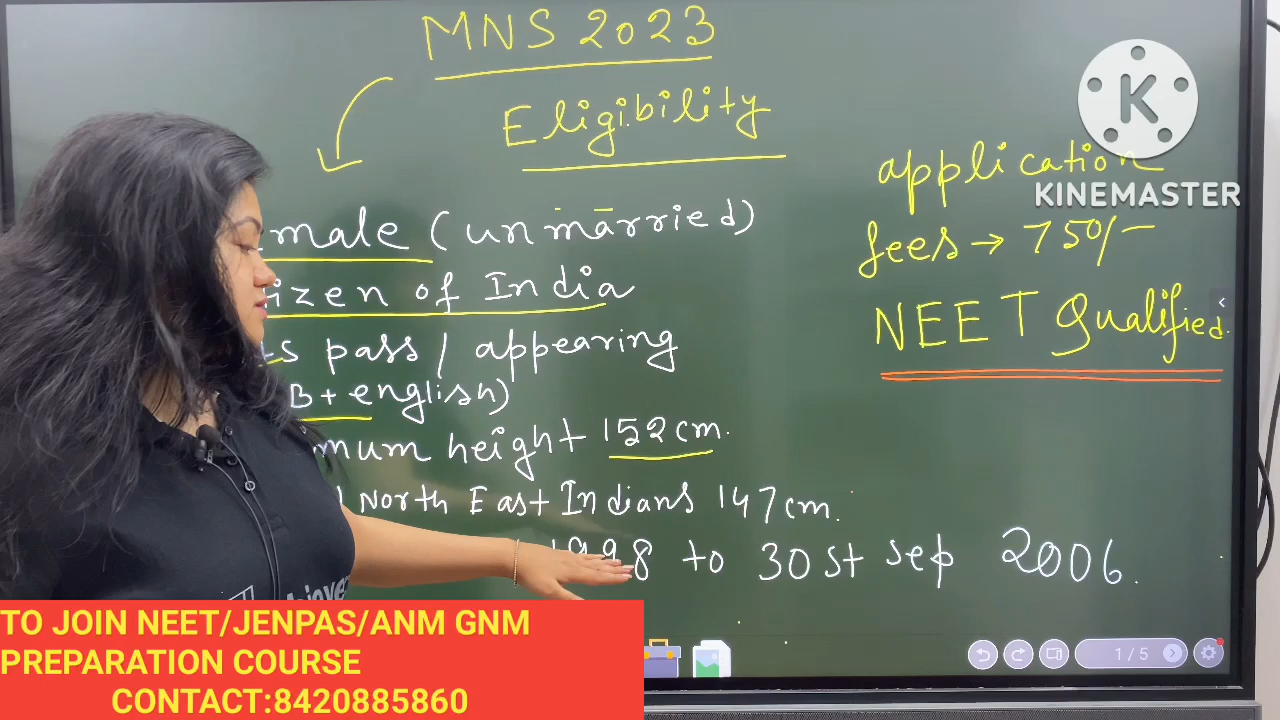 MNS 2023
Eligibility
male (unmarried)
izen of India
pass / appearing
B + english)
mum height 152 cm.
North East Indians 147 cm.
1998 to 30st sep 2006.
application
fees → 750/-
NEET Qualified.
K
KINEMASTER
1/5
TO JOIN NEET/JENPAS/ANM GNM
PREPARATION COURSE
CONTACT:8420885860